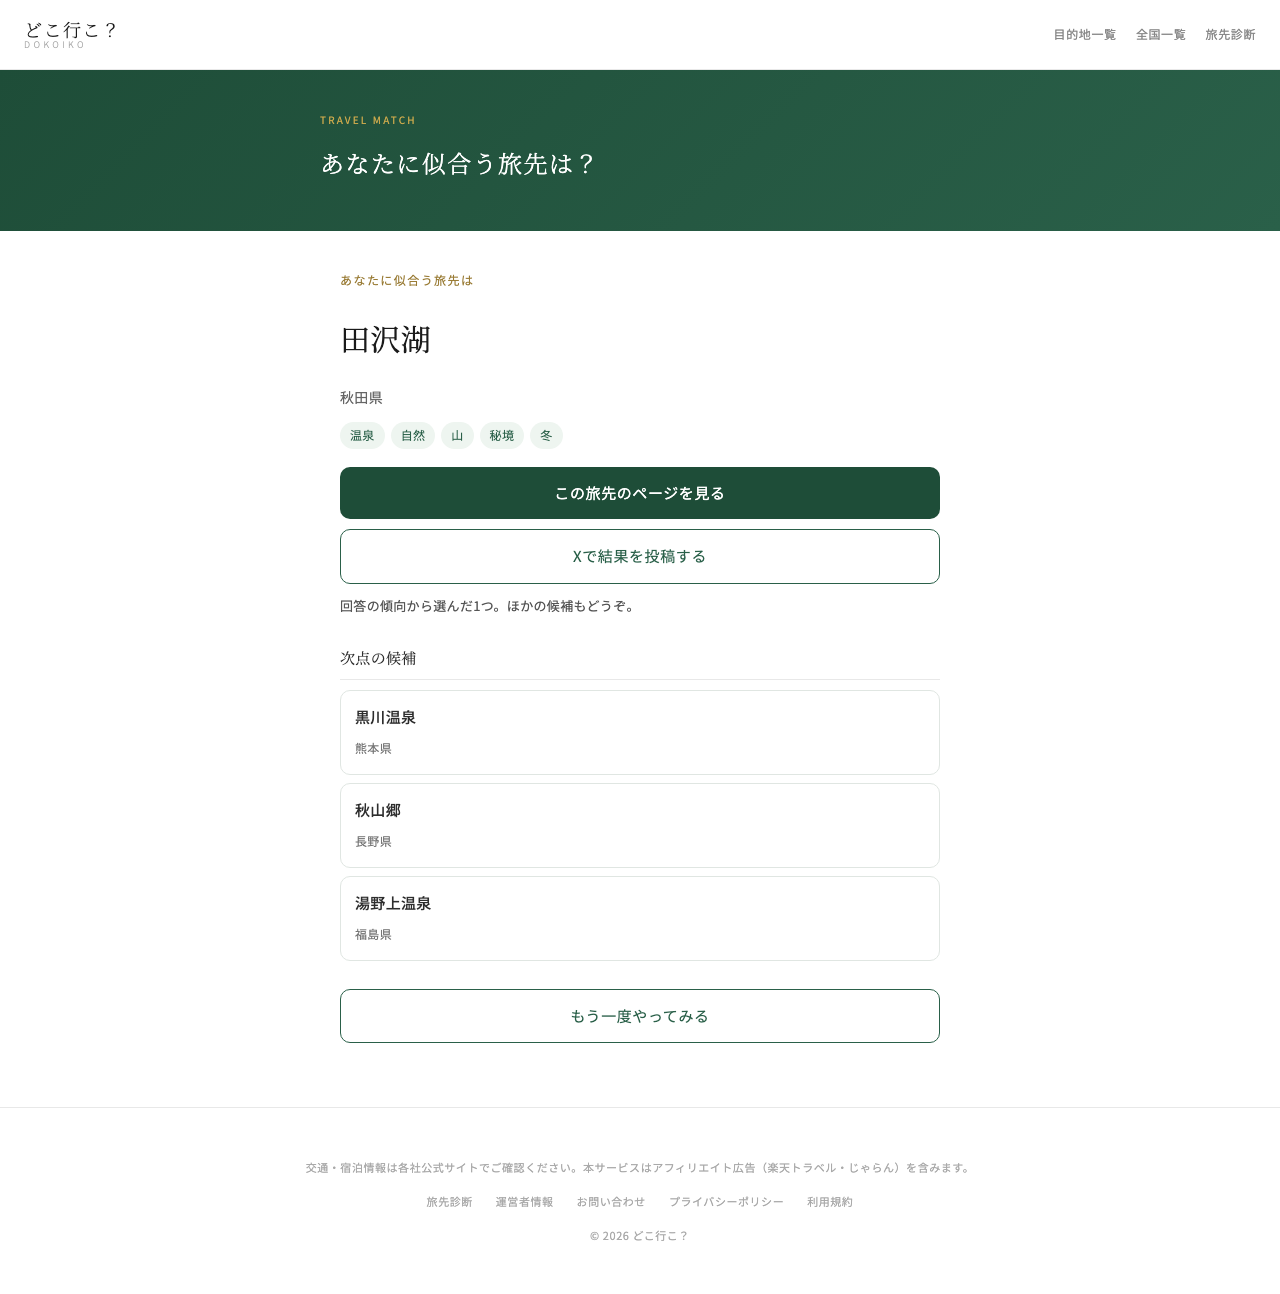 どこ行こ？
DOKOIKO
目的地一覧 全国一覧 旅先診断
TRAVEL MATCH
あなたに似合う旅先は？
あなたに似合う旅先は
田沢湖
秋田県
温泉 自然 山 秘境 冬
この旅先のページを見る
Xで結果を投稿する
回答の傾向から選んだ1つ。ほかの候補もどうぞ。
次点の候補
黒川温泉
熊本県
秋山郷
長野県
湯野上温泉
福島県
もう一度やってみる
交通・宿泊情報は各社公式サイトでご確認ください。本サービスはアフィリエイト広告（楽天トラベル・じゃらん）を含みます。
旅先診断 運営者情報 お問い合わせ プライバシーポリシー 利用規約
© 2026 どこ行こ？